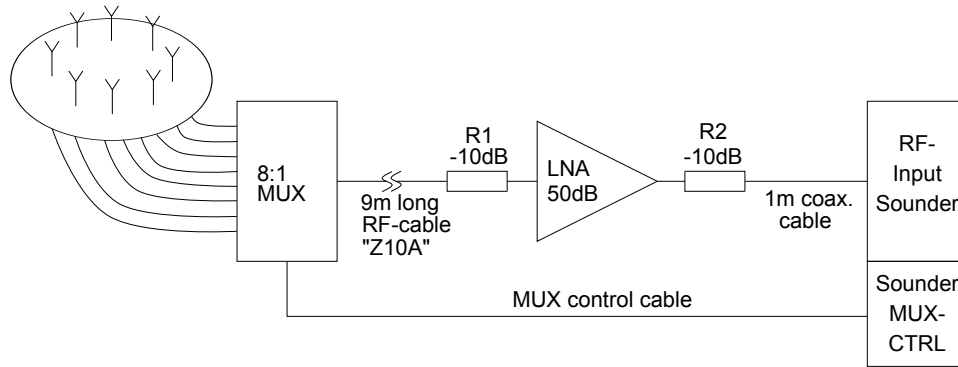 8:1
MUX
9m long
RF-cable
"Z10A"
R1
-10dB
LNA
50dB
R2
-10dB
1m coax.
cable
RF-
Input
Sounder
MUX control cable
Sounder
MUX-
CTRL